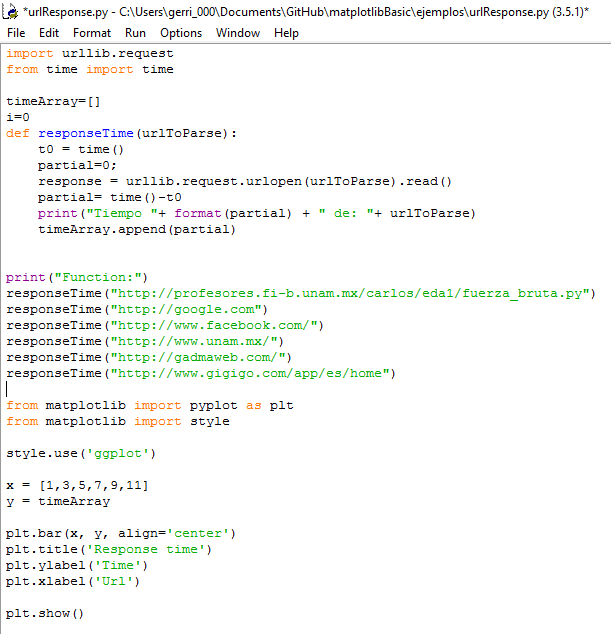 *urlResponse.py - C:\Users\gerri_000\Documents\GitHub\matplotlibBasic\ejemplos\urlResponse.py (3.5.1)*
File Edit Format Run Options Window Help
import urllib.request
from time import time
timeArray=[]
i=0
def responseTime(urlToParse):
    t0 = time()
    partial=0;
    response = urllib.request.urlopen(urlToParse).read()
    partial= time()-t0
    print("Tiempo "+ format(partial) + " de: "+ urlToParse)
    timeArray.append(partial)
print("Function:")
responseTime("http://profesores.fi-b.unam.mx/carlos/eda1/fuerza_bruta.py")
responseTime("http://google.com")
responseTime("http://www.facebook.com/")
responseTime("http://www.unam.mx/")
responseTime("http://gadmaweb.com/")
responseTime("http://www.gigigo.com/app/es/home")
from matplotlib import pyplot as plt
from matplotlib import style
style.use('ggplot')
x = [1,3,5,7,9,11]
y = timeArray
plt.bar(x, y, align='center')
plt.title('Response time')
plt.ylabel('Time')
plt.xlabel('Url')
plt.show()